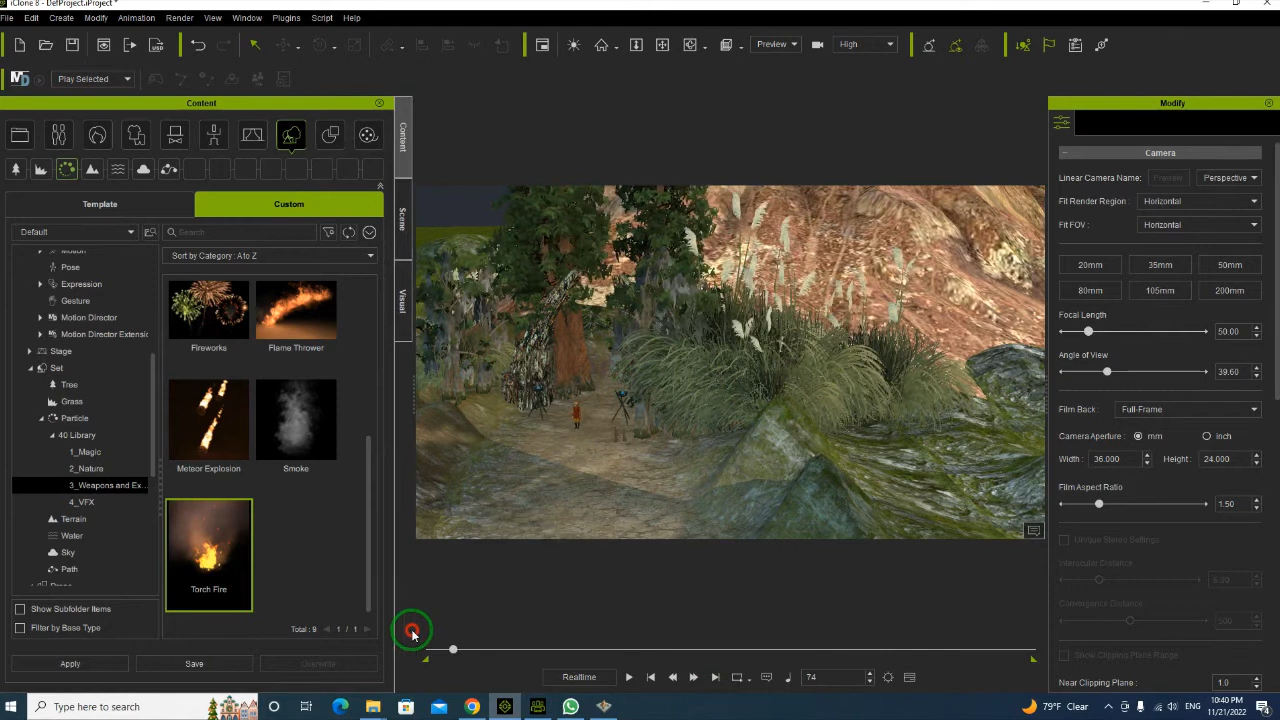 iClone 8 - DefProject.iProject *
File Edit Create Modify Animation Render View Window Plugins Script Help
Preview High
Play Selected
Content
Modify
Content
Scene
Visual
Template Custom
Default Search
Sort by Category : A to Z
Motion
Pose
Expression
Gesture
Motion Director
Motion Director Extensic
Stage
Set
Tree
Grass
Particle
40 Library
1_Magic
2_Nature
3_Weapons and Ex...
4_VFX
Terrain
Water
Sky
Path
Fireworks Flame Thrower
Meteor Explosion Smoke
Torch Fire
Show Subfolder Items
Filter by Base Type
Total : 9 1 / 1
Apply Save Overwrite
Camera
Linear Camera Name: Preview Perspective
Fit Render Region : Horizontal
Fit FOV : Horizontal
20mm 35mm 50mm
80mm 105mm 200mm
Focal Length
50.00
Angle of View
39.60
Film Back : Full-Frame
Camera Aperture : mm inch
Width : 36.000 Height : 24.000
Film Aspect Ratio
1.50
Unique Stereo Settings
Interocular Distance
6.30
Convergence Distance
500
Show Clipping Plane Range
Near Clipping Plane : 1.0
Realtime 74
Type here to search
70°F Clear ENG 10:40 PM
11/21/2022
4